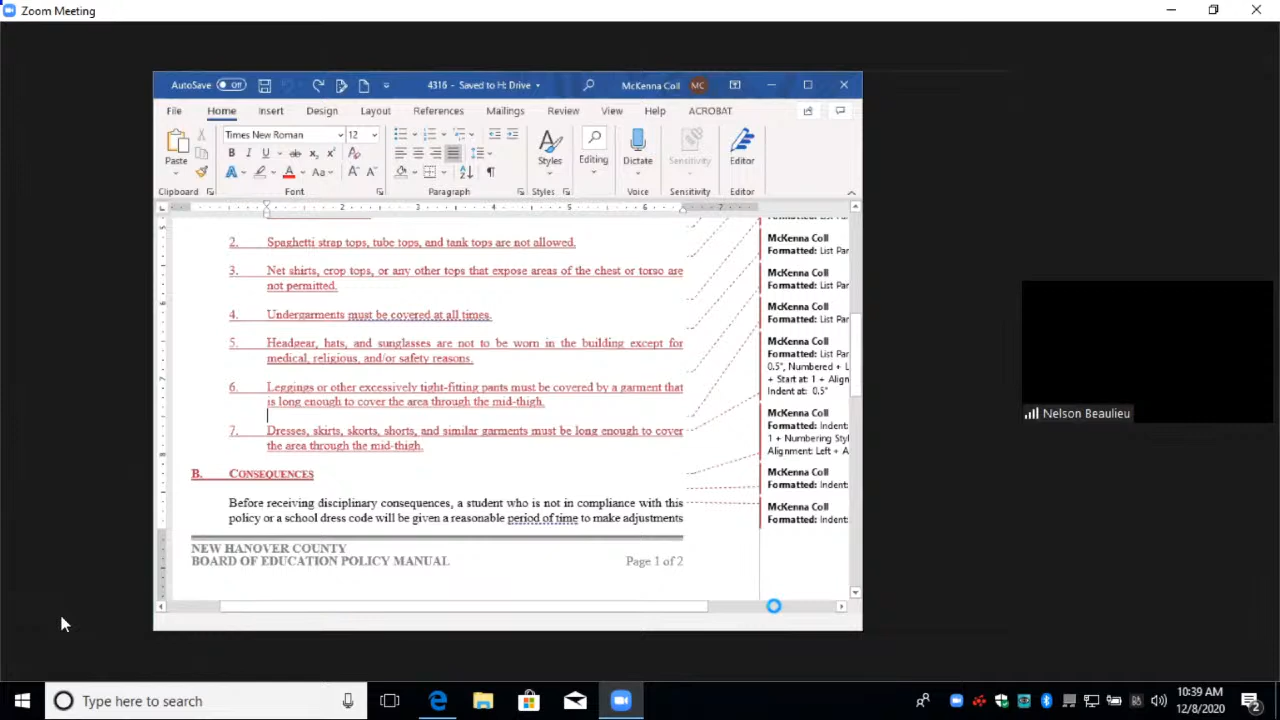 Zoom Meeting
AutoSave Off 4316 - Saved to H: Drive McKenna Coll MC
File Home Insert Design Layout References Mailings Review View Help ACROBAT
Times New Roman 12
Paste Styles Editing Dictate Sensitivity Editor
Clipboard Font Paragraph Styles Voice Sensitivity Editor
2. Spaghetti strap tops, tube tops, and tank tops are not allowed.
3. Net shirts, crop tops, or any other tops that expose areas of the chest or torso are
not permitted.
4. Undergarments must be covered at all times.
5. Headgear, hats, and sunglasses are not to be worn in the building except for
medical, religious, and/or safety reasons.
6. Leggings or other excessively tight-fitting pants must be covered by a garment that
is long enough to cover the area through the mid-thigh.
7. Dresses, skirts, skorts, shorts, and similar garments must be long enough to cover
the area through the mid-thigh.
B. CONSEQUENCES
Before receiving disciplinary consequences, a student who is not in compliance with this
policy or a school dress code will be given a reasonable period of time to make adjustments
NEW HANOVER COUNTY
BOARD OF EDUCATION POLICY MANUAL Page 1 of 2
Formatted: List Par
McKenna Coll
Formatted: List Par
McKenna Coll
Formatted: List Par
McKenna Coll
Formatted: List Par
McKenna Coll
Formatted: List Par
0.5", Numbered + L
+ Start at: 1 + Align
Indent at: 0.5"
McKenna Coll
Formatted: Indent:
1 + Numbering Styl
Alignment: Left + A
McKenna Coll
Formatted: Indent:
McKenna Coll
Formatted: Indent:
Nelson Beaulieu
Type here to search
10:39 AM
12/8/2020
2